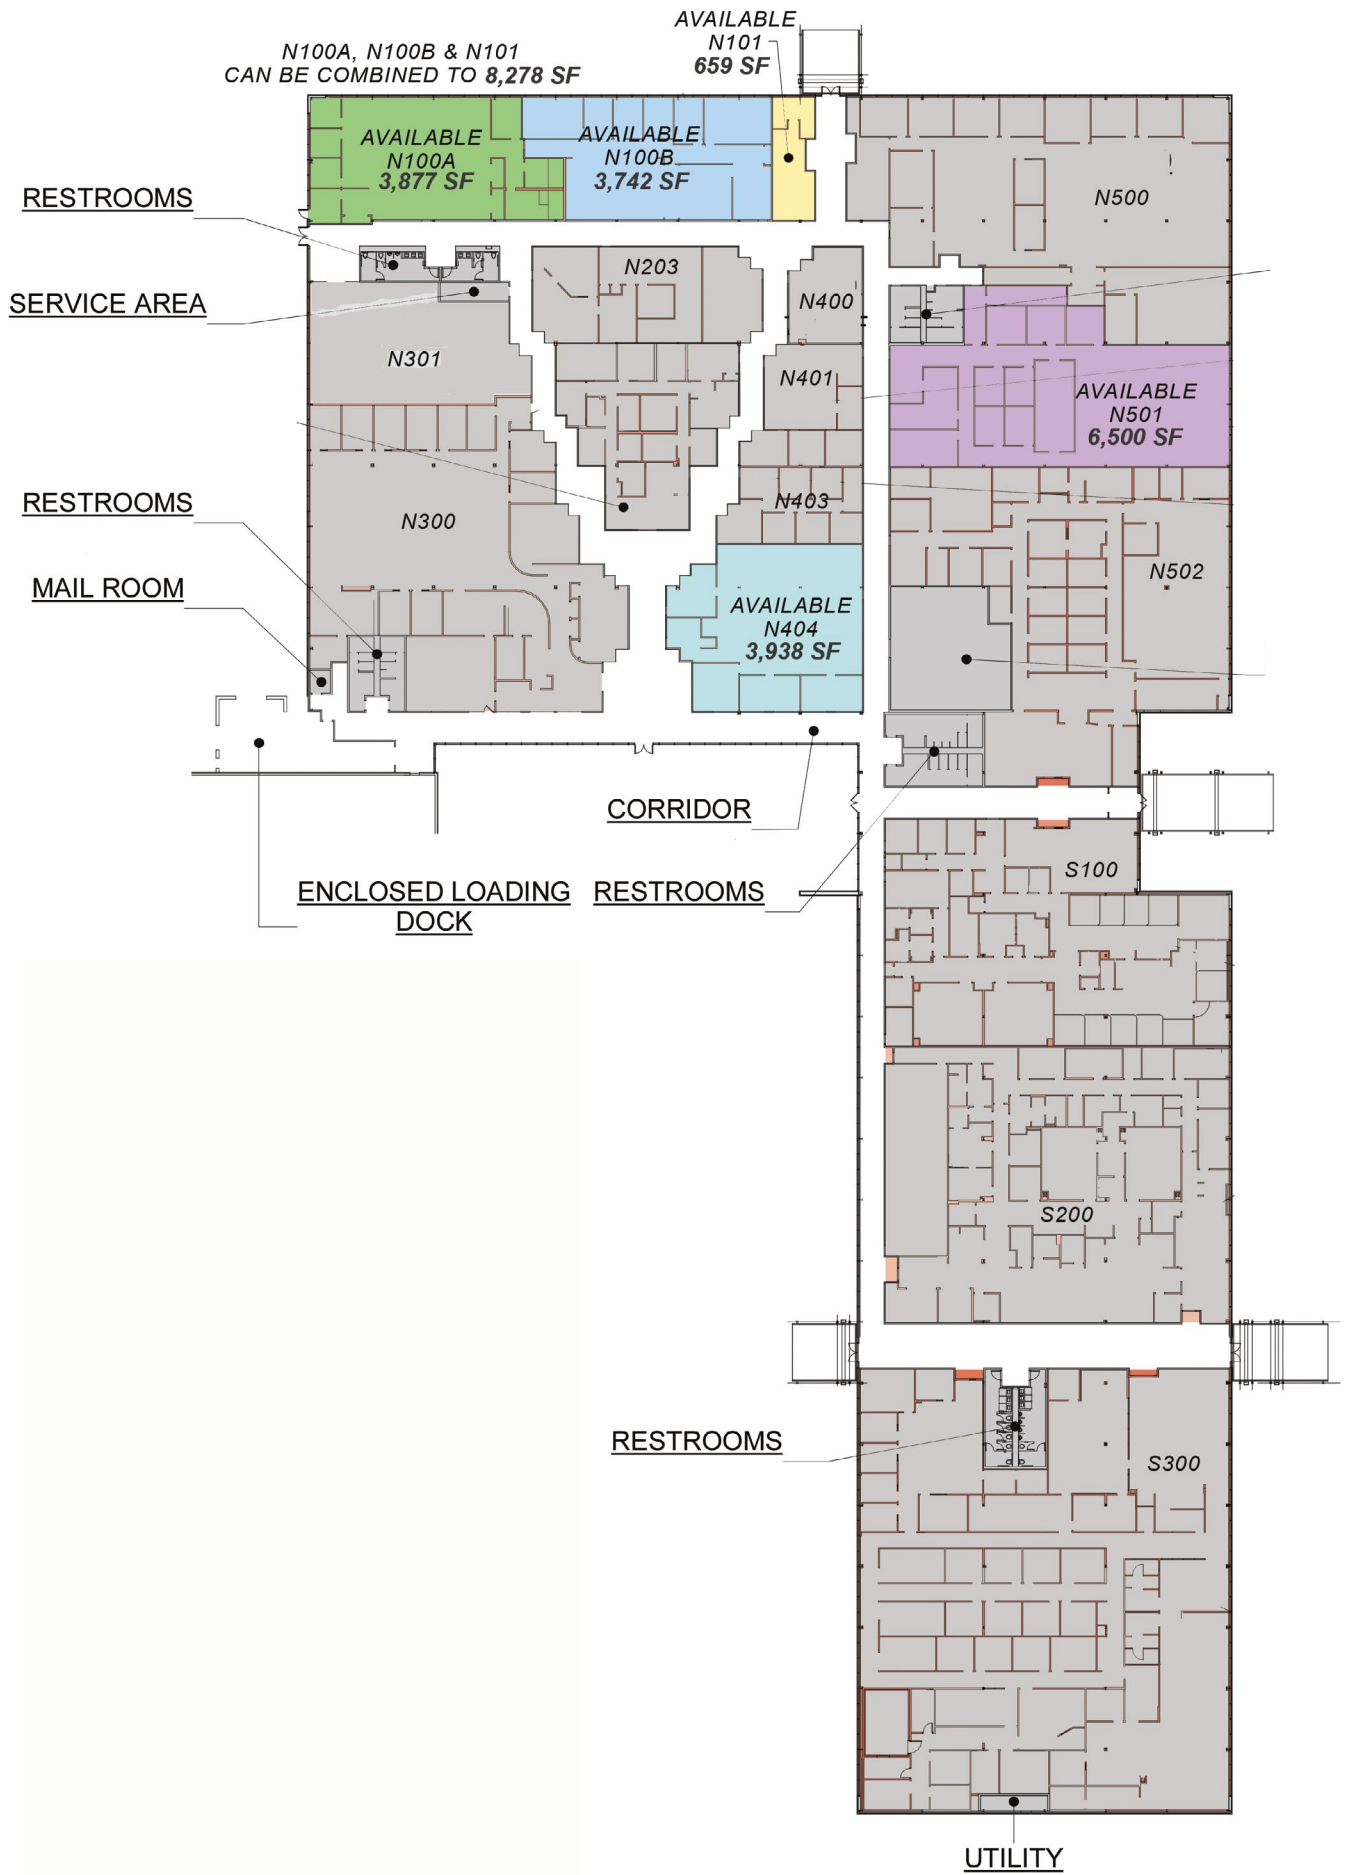 AVAILABLE
N101
659 SF
N100A, N100B & N101
CAN BE COMBINED TO 8,278 SF
AVAILABLE
N100A
3,877 SF
AVAILABLE
N100B
3,742 SF
RESTROOMS
N500
SERVICE AREA
N203
N400
N301
N401
AVAILABLE
N501
6,500 SF
RESTROOMS
N300
N403
MAIL ROOM
AVAILABLE
N404
3,938 SF
N502
CORRIDOR
ENCLOSED LOADING
DOCK
RESTROOMS
S100
S200
RESTROOMS
S300
UTILITY